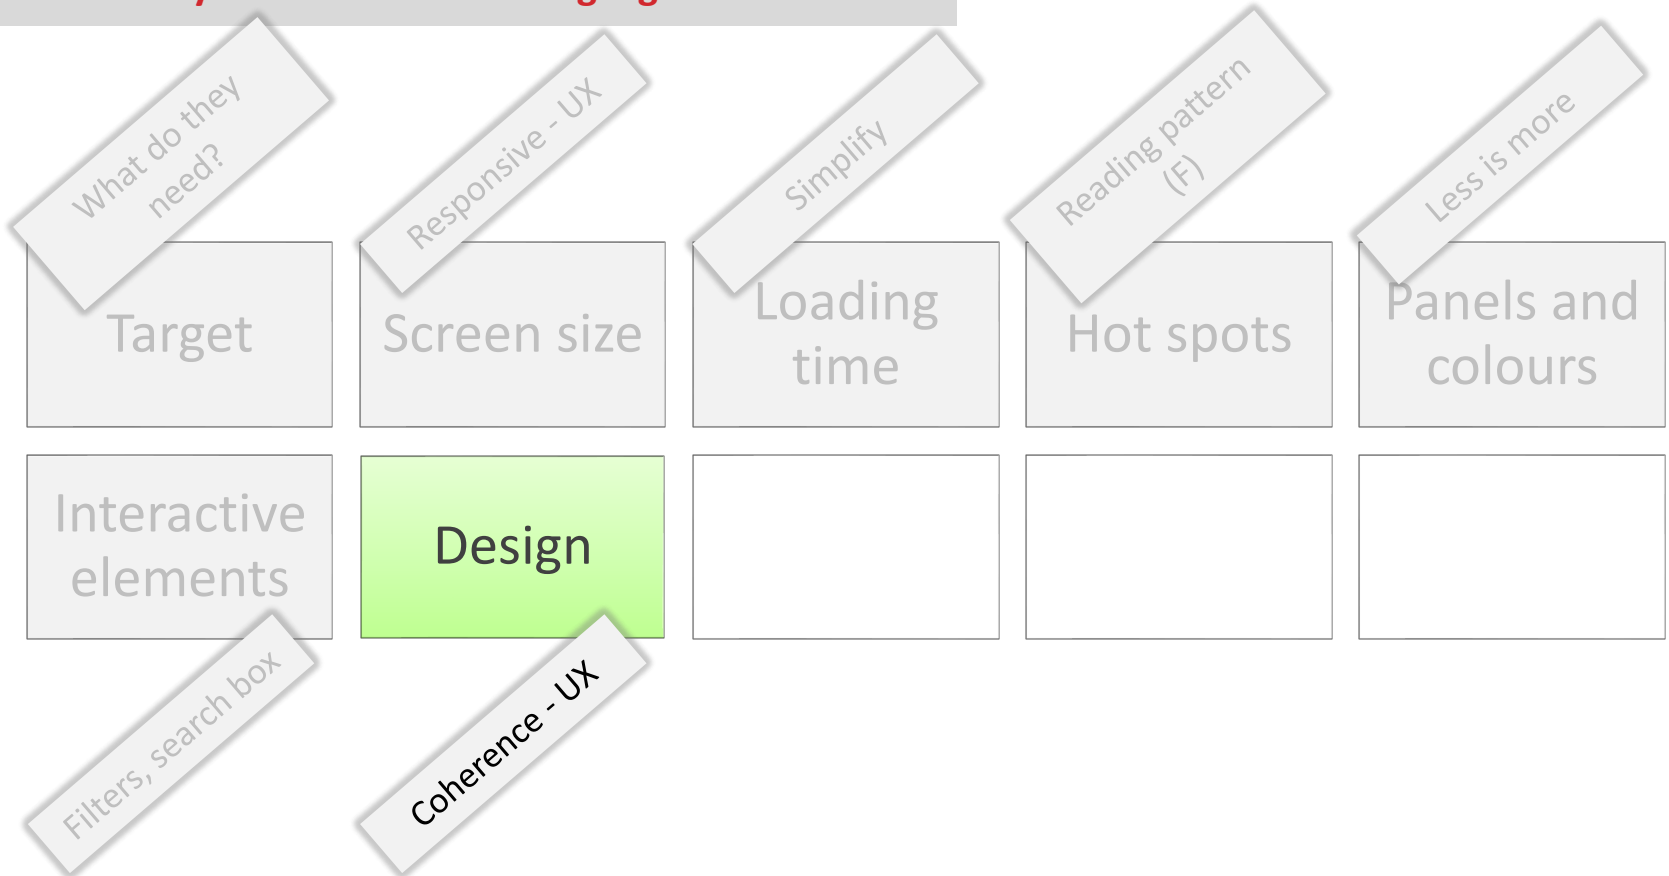 What do they
need?
Responsive - UX
Simplify
Reading pattern
(F)
Less is more
Target
Screen size
Loading
time
Hot spots
Panels and
colours
Interactive
elements
Design
Filters, search box
Coherence - UX